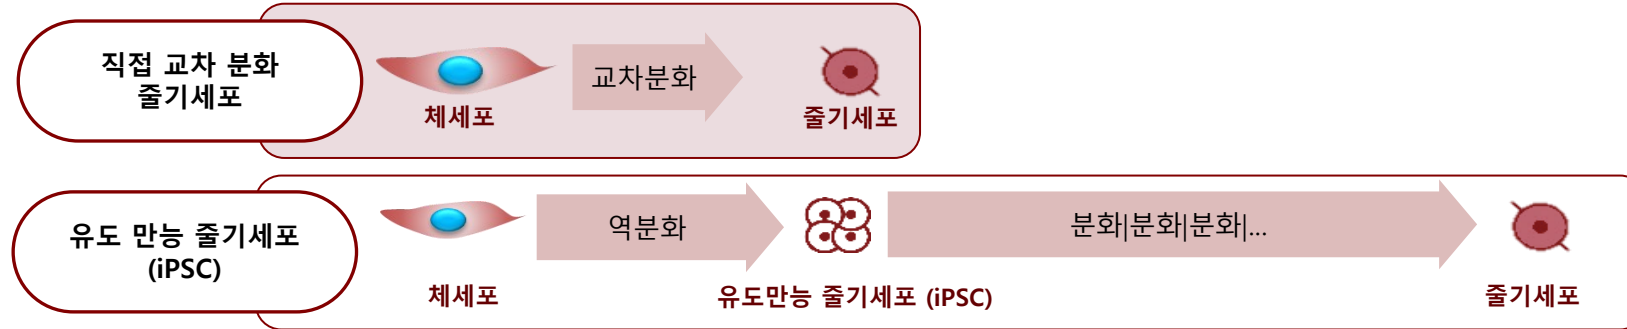 직접 교차 분화
줄기세포
교차분화
체세포
줄기세포
유도 만능 줄기세포
(iPSC)
역분화
분화|분화|분화|...
체세포
유도만능 줄기세포 (iPSC)
줄기세포